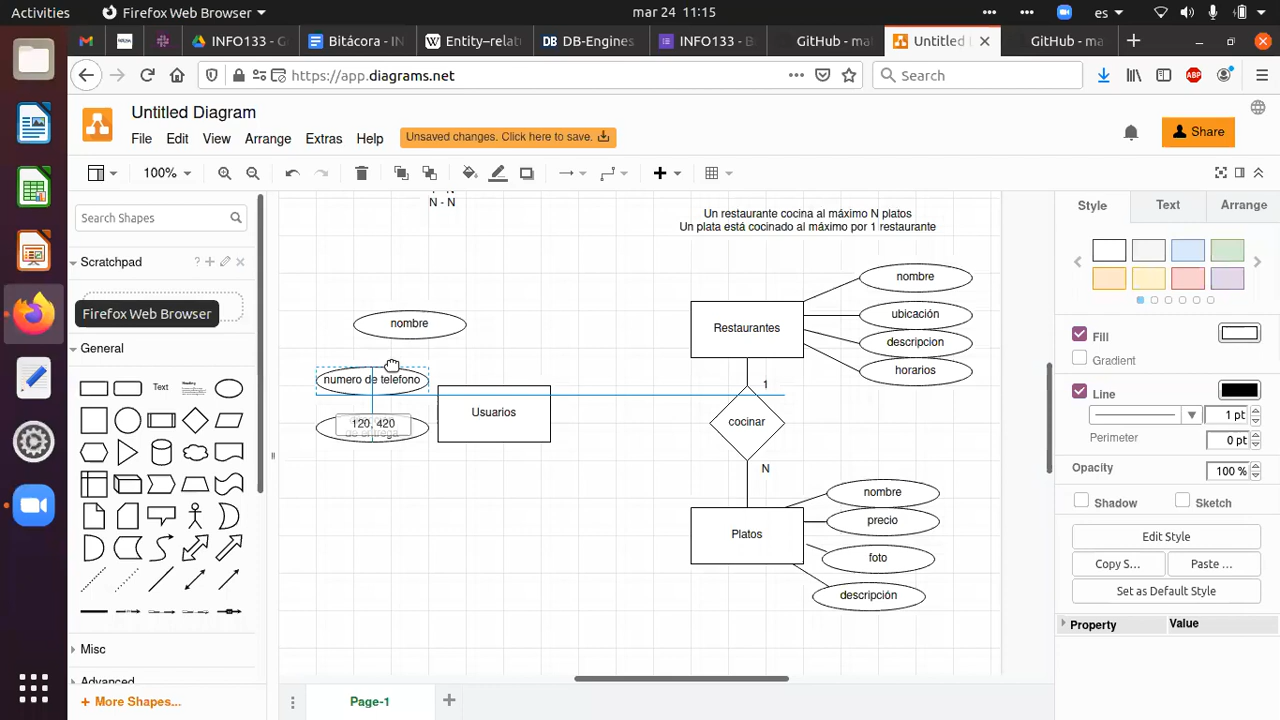 Activities
Firefox Web Browser
mar 24 11:15
es
INFO133 - G
Bitácora - IN
Entity–relat
DB-Engines
INFO133 - B
GitHub - ma
Untitled
GitHub - ma
https://app.diagrams.net
Search
ABP
Untitled Diagram
File
Edit
View
Arrange
Extras
Help
Unsaved changes. Click here to save.
Share
100%
Search Shapes
Scratchpad
Firefox Web Browser
General
Text
Heading
Misc
Advanced
+ More Shapes...
N - N
Un restaurante cocina al máximo N platos
Un plata está cocinado al máximo por 1 restaurante
nombre
numero de telefono
120, 420
de entrega
Usuarios
Restaurantes
nombre
ubicación
descripcion
horarios
1
cocinar
N
Platos
nombre
precio
foto
descripción
Page-1
Style
Text
Arrange
Fill
Gradient
Line
1 pt
Perimeter
0 pt
Opacity
100 %
Shadow
Sketch
Edit Style
Copy S...
Paste ...
Set as Default Style
Property
Value